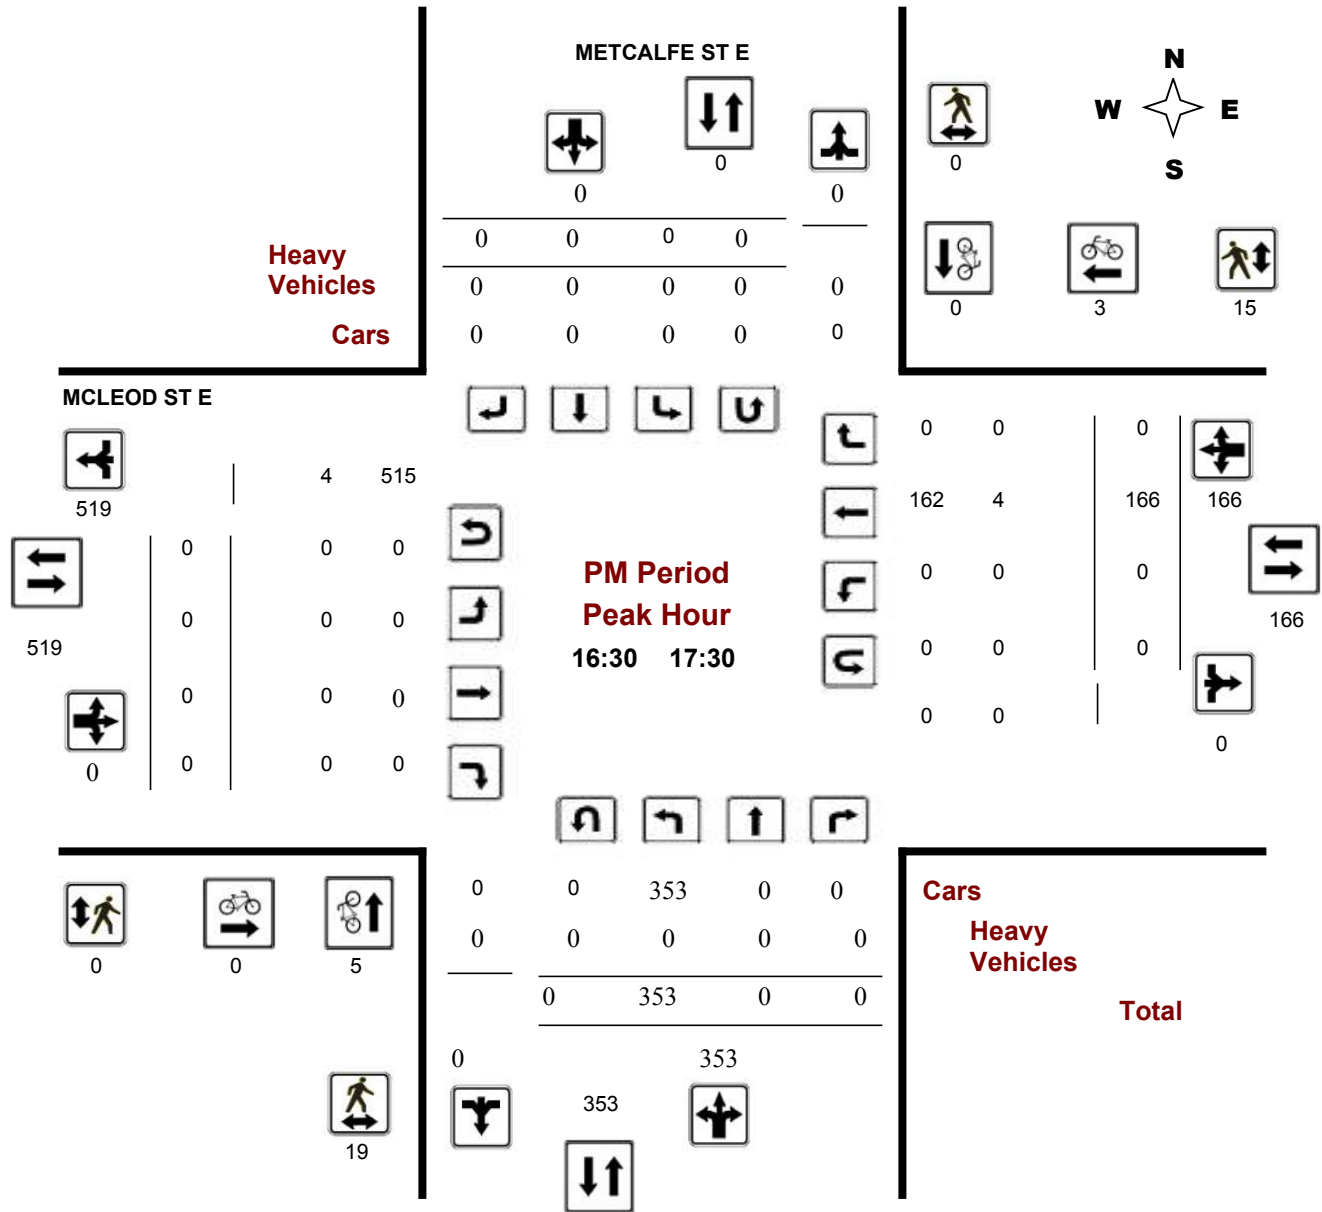 METCALFE ST E
N
W E
S
0
0
0
0 0
0 0 0 0
Heavy
Vehicles
0 0 0 0 0
Cars
0 0 0 0 0
0 3 15
MCLEOD ST E
0 0 0
4 515
519
162 4 166 166
0 0 0
0 0 0
PM Period
Peak Hour
16:30 17:30
0 0 0
166
519
0 0 0
0 0 0
0 0
0
0 0 0
0
0 0 353 0 0
Cars
0 0 0 0 0
Heavy
Vehicles
0 0 5
0 353 0 0
Total
0 353
353
19